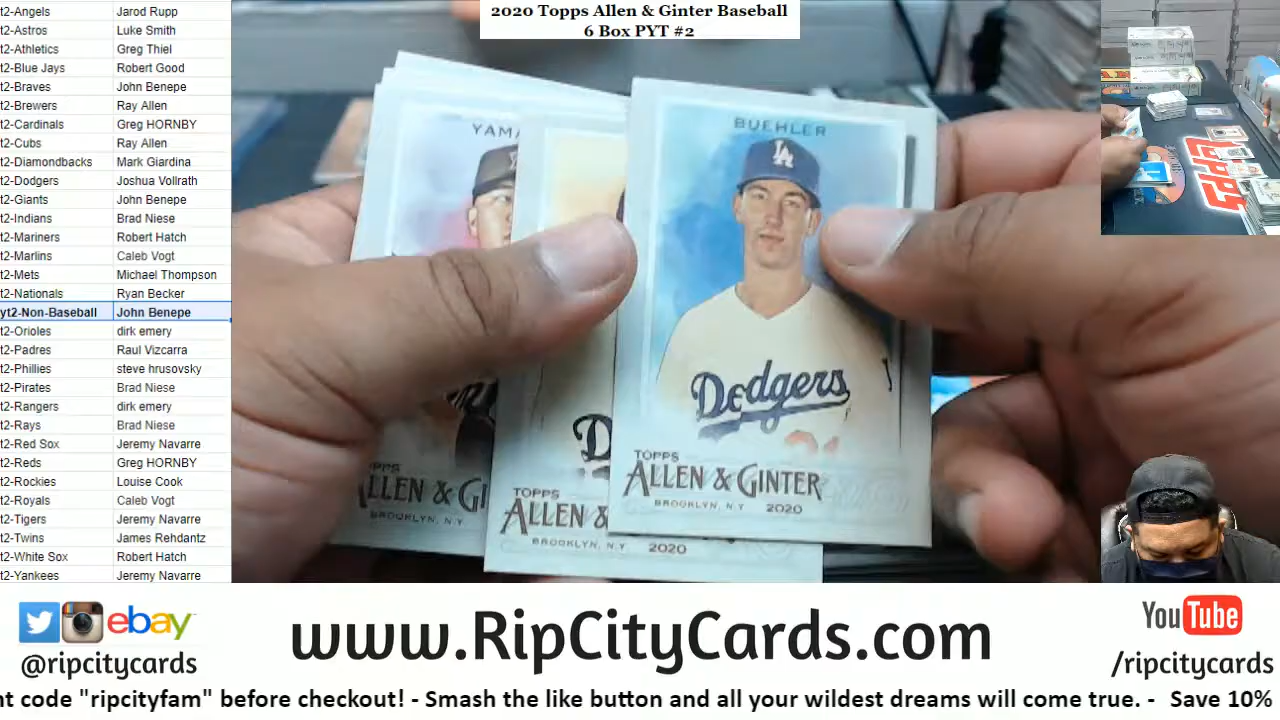 2020 Topps Allen & Ginter Baseball
6 Box PYT #2
t2-Angels Jarod Rupp
t2-Astros Luke Smith
t2-Athletics Greg Thiel
t2-Blue Jays Robert Good
t2-Braves John Benepe
t2-Brewers Ray Allen
t2-Cardinals Greg HORNBY
t2-Cubs Ray Allen
t2-Diamondbacks Mark Giardina
t2-Dodgers Joshua Vollrath
t2-Giants John Benepe
t2-Indians Brad Niese
t2-Mariners Robert Hatch
t2-Marlins Caleb Vogt
t2-Mets Michael Thompson
t2-Nationals Ryan Becker
yt2-Non-Baseball John Benepe
t2-Orioles dirk emery
t2-Padres Raul Vizcarra
t2-Phillies steve hrusovsky
t2-Pirates Brad Niese
t2-Rangers dirk emery
t2-Rays Brad Niese
t2-Red Sox Jeremy Navarre
t2-Reds Greg HORNBY
t2-Rockies Louise Cook
t2-Royals Caleb Vogt
t2-Tigers Jeremy Navarre
t2-Twins James Rehdantz
t2-White Sox Robert Hatch
t2-Yankees Jeremy Navarre
YAMA
BUEHLER
LA
Dodgers
D
TOPPS
ALLEN & GINTER
BROOKLYN, N.Y. 2020
TOPPS
ALLEN &
BROOKLYN, N.Y. 2020
PPS
LLEN & GI
BROOKLYN, N.Y.
TOPPS
ebay
@ripcitycards
www.RipCityCards.com
YouTube
/ripcitycards
nt code "ripcityfam" before checkout! - Smash the like button and all your wildest dreams will come true. - Save 10%